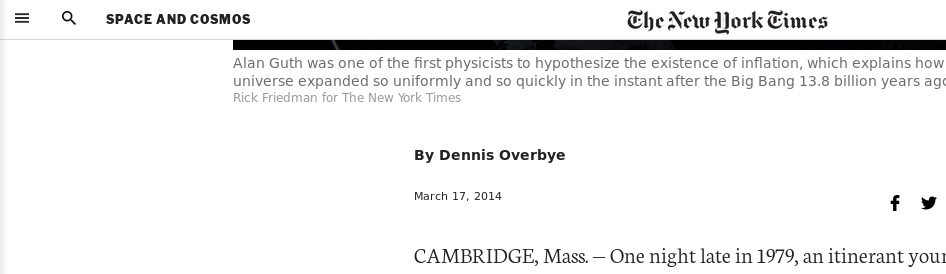 SPACE AND COSMOS
The New York Times
Alan Guth was one of the first physicists to hypothesize the existence of inflation, which explains how
universe expanded so uniformly and so quickly in the instant after the Big Bang 13.8 billion years ago
Rick Friedman for The New York Times
By Dennis Overbye
March 17, 2014
CAMBRIDGE, Mass. — One night late in 1979, an itinerant